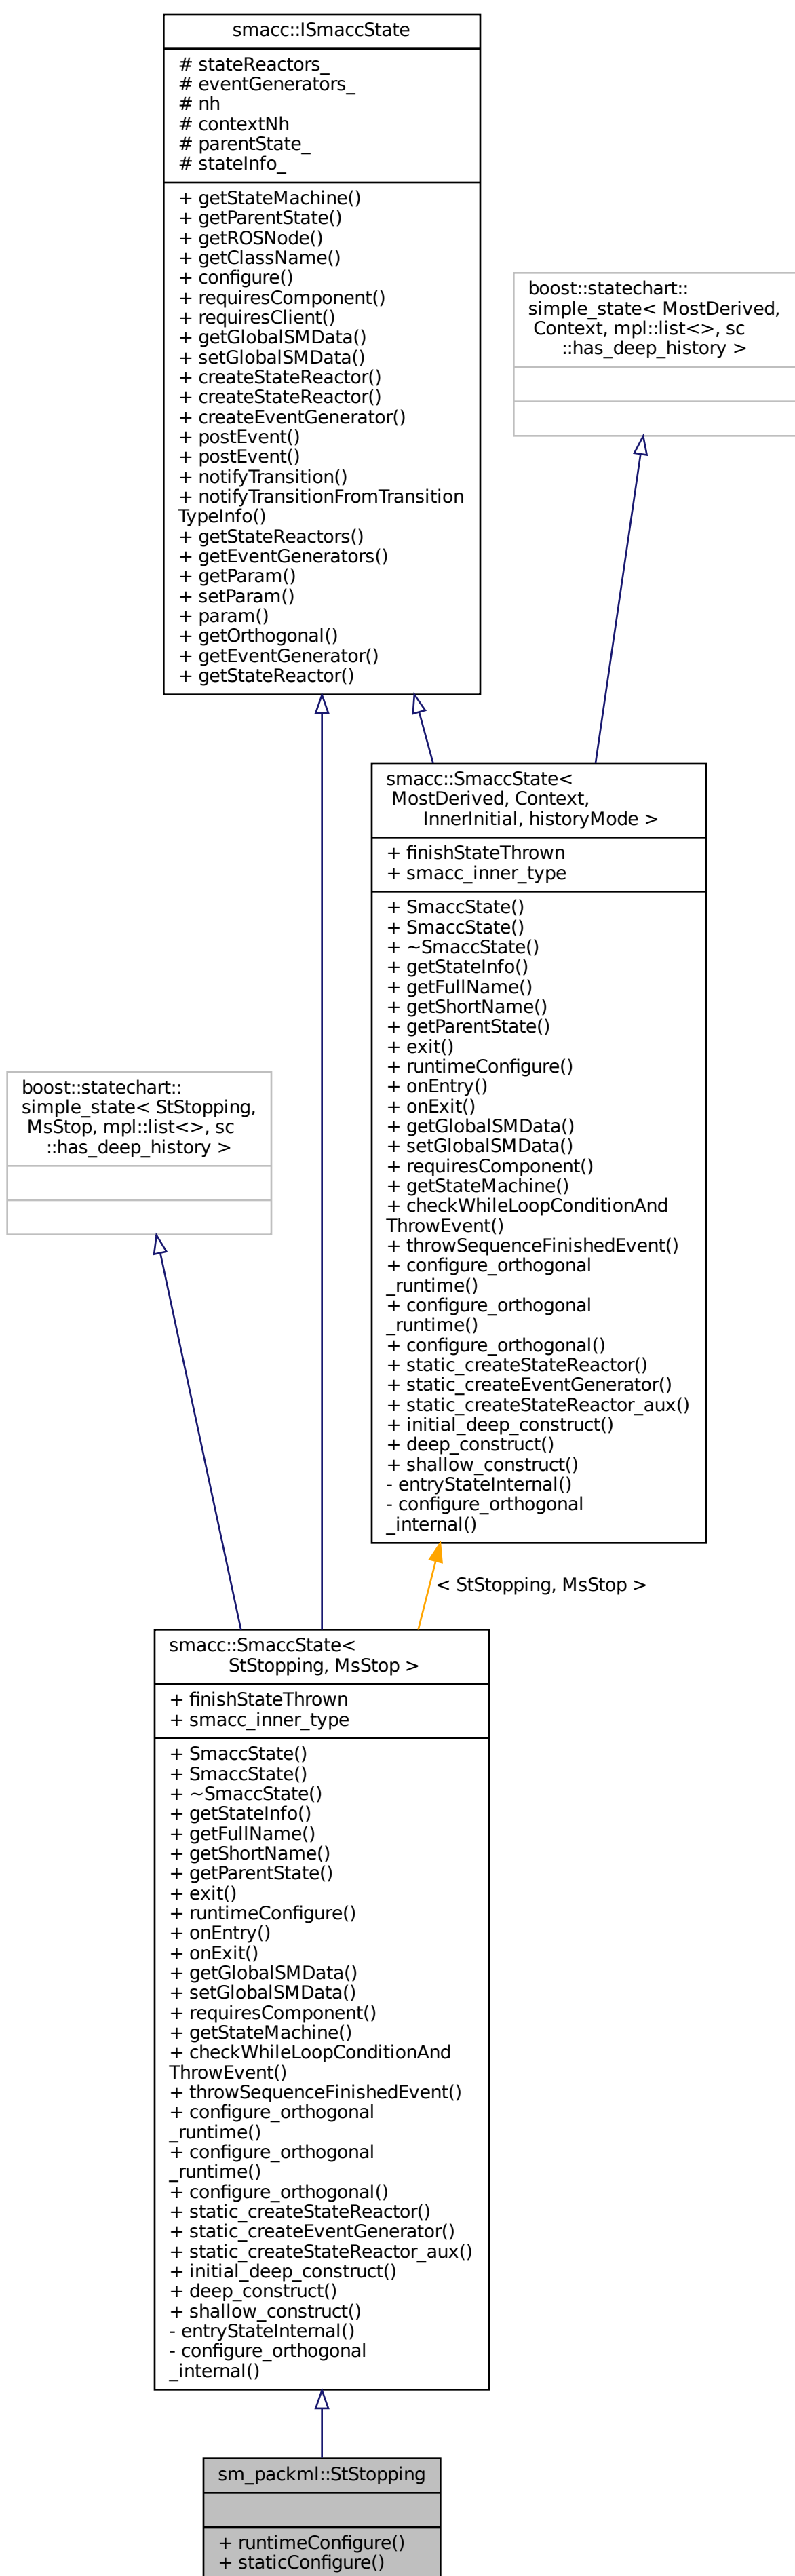 smacc::ISmaccState
# stateReactors_
# eventGenerators_
# nh
# contextNh
# parentState_
# stateInfo_
+ getStateMachine()
+ getParentState()
+ getROSNode()
+ getClassName()
+ configure()
+ requiresComponent()
+ requiresClient()
+ getGlobalSMData()
+ setGlobalSMData()
+ createStateReactor()
+ createStateReactor()
+ createEventGenerator()
+ postEvent()
+ postEvent()
+ notifyTransition()
+ notifyTransitionFromTransition
TypeInfo()
+ getStateReactors()
+ getEventGenerators()
+ getParam()
+ setParam()
+ param()
+ getOrthogonal()
+ getEventGenerator()
+ getStateReactor()
boost::statechart::
simple_state< MostDerived,
Context, mpl::list<>, sc
::has_deep_history >
smacc::SmaccState<
MostDerived, Context,
InnerInitial, historyMode >
+ finishStateThrown
+ smacc_inner_type
+ SmaccState()
+ SmaccState()
+ ~SmaccState()
+ getStateInfo()
+ getFullName()
+ getShortName()
+ getParentState()
+ exit()
+ runtimeConfigure()
+ onEntry()
+ onExit()
+ getGlobalSMData()
+ setGlobalSMData()
+ requiresComponent()
+ getStateMachine()
+ checkWhileLoopConditionAnd
ThrowEvent()
+ throwSequenceFinishedEvent()
+ configure_orthogonal
_runtime()
+ configure_orthogonal
_runtime()
+ configure_orthogonal()
+ static_createStateReactor()
+ static_createEventGenerator()
+ static_createStateReactor_aux()
+ initial_deep_construct()
+ deep_construct()
+ shallow_construct()
- entryStateInternal()
- configure_orthogonal
_internal()
boost::statechart::
simple_state< StStopping,
MsStop, mpl::list<>, sc
::has_deep_history >
< StStopping, MsStop >
smacc::SmaccState<
StStopping, MsStop >
+ finishStateThrown
+ smacc_inner_type
+ SmaccState()
+ SmaccState()
+ ~SmaccState()
+ getStateInfo()
+ getFullName()
+ getShortName()
+ getParentState()
+ exit()
+ runtimeConfigure()
+ onEntry()
+ onExit()
+ getGlobalSMData()
+ setGlobalSMData()
+ requiresComponent()
+ getStateMachine()
+ checkWhileLoopConditionAnd
ThrowEvent()
+ throwSequenceFinishedEvent()
+ configure_orthogonal
_runtime()
+ configure_orthogonal
_runtime()
+ configure_orthogonal()
+ static_createStateReactor()
+ static_createEventGenerator()
+ static_createStateReactor_aux()
+ initial_deep_construct()
+ deep_construct()
+ shallow_construct()
- entryStateInternal()
- configure_orthogonal
_internal()
sm_packml::StStopping
+ runtimeConfigure()
+ staticConfigure()